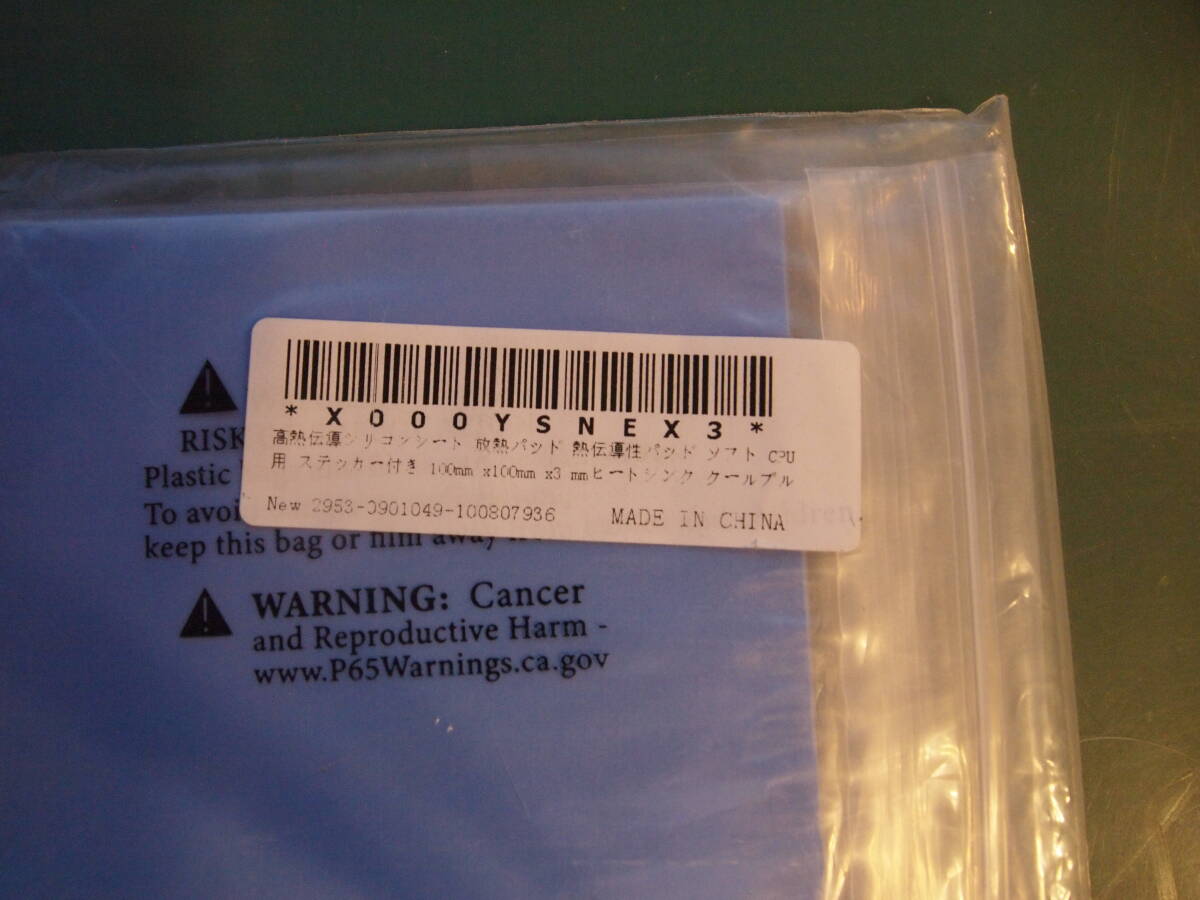 *X000YSNEX3*
高熱伝導シリコンシート 放熱パッド 熱伝導性パッド ソフト CPU
用 ステッカー付き 100mm x100mm x3 mmヒートシンク クールブル
New 2953-0901049-100807936 MADE IN CHINA
RISK
Plastic
To avoi
keep this bag or film away
WARNING: Cancer
and Reproductive Harm -
www.P65Warnings.ca.gov